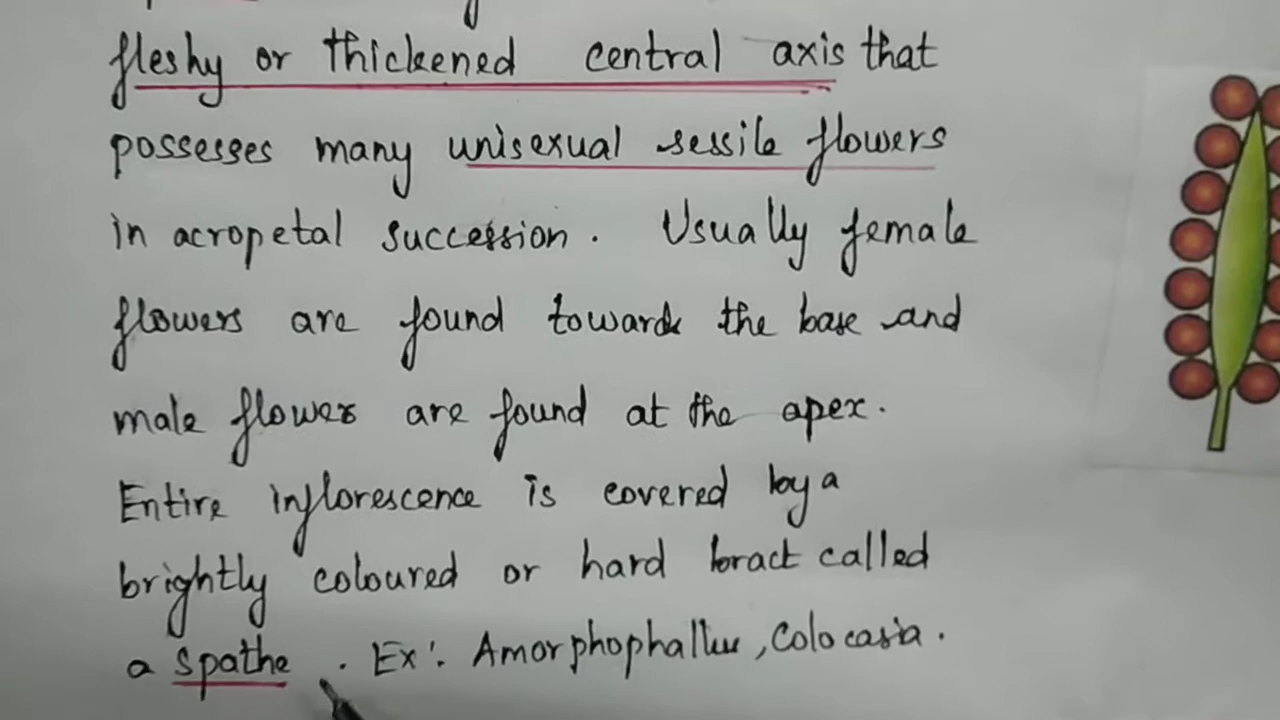 fleshy or thickened central axis that
possesses many unisexual sessile flowers
in acropetal succession. Usually female
flowers are found towards the base and
male flowers are found at the apex.
Entire inflorescence is covered by a
brightly coloured or hard bract called
a spathe. Ex: Amorphophallus, Colocasia.